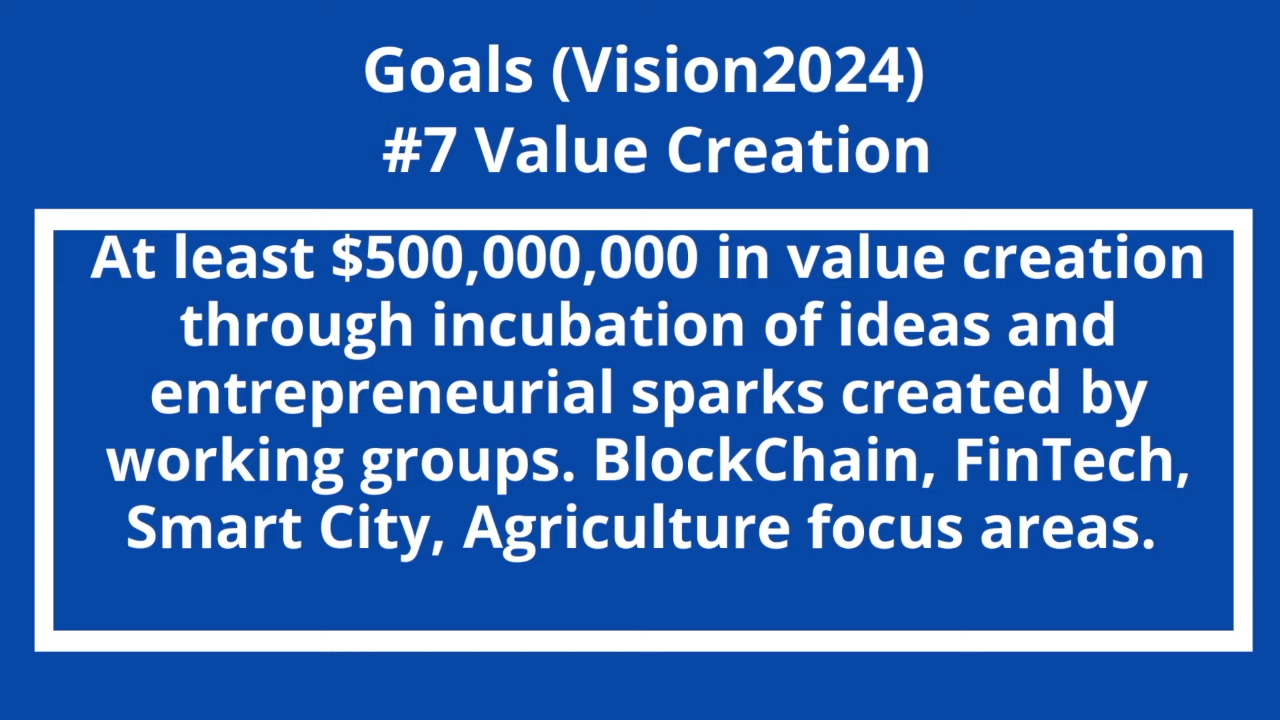 Goals (Vision2024)
#7 Value Creation
At least $500,000,000 in value creation
through incubation of ideas and
entrepreneurial sparks created by
working groups. BlockChain, FinTech,
Smart City, Agriculture focus areas.